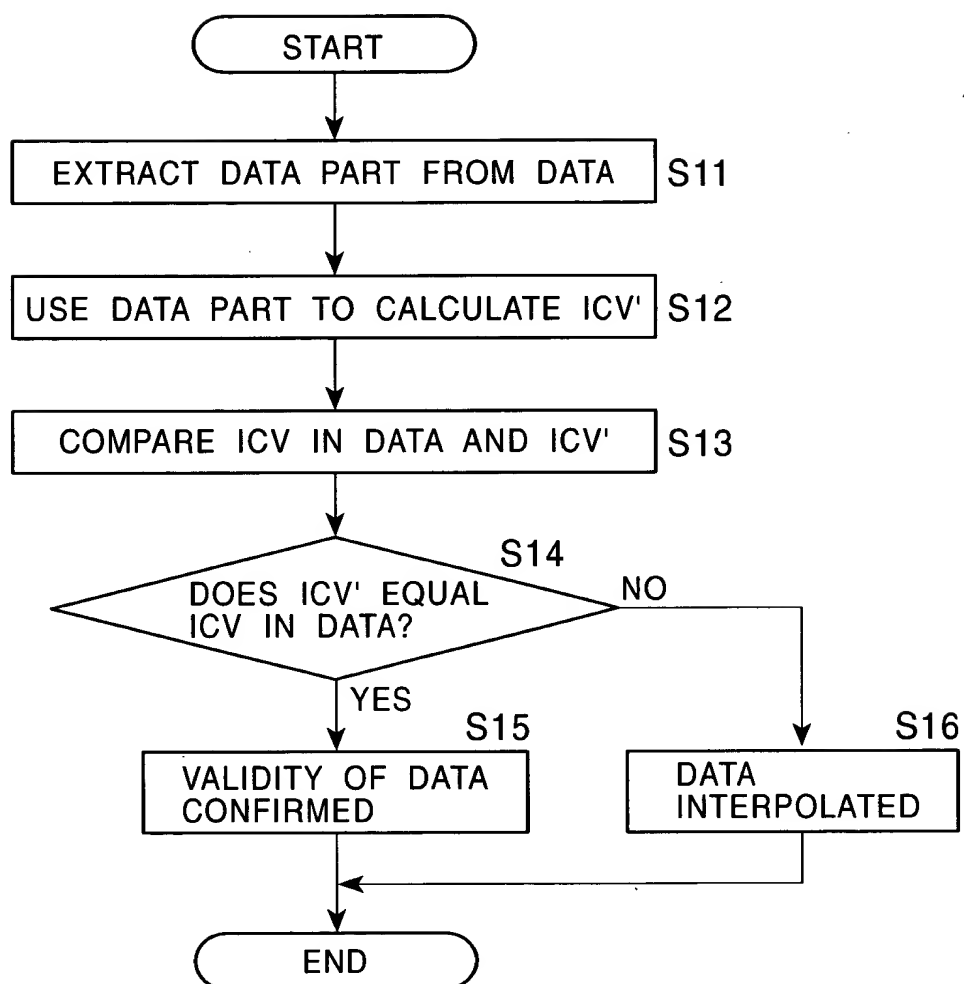 START
EXTRACT DATA PART FROM DATA S11
USE DATA PART TO CALCULATE ICV' S12
COMPARE ICV IN DATA AND ICV' S13
S14
DOES ICV' EQUAL
ICV IN DATA?
NO
YES
S15
VALIDITY OF DATA
CONFIRMED
S16
DATA
INTERPOLATED
END